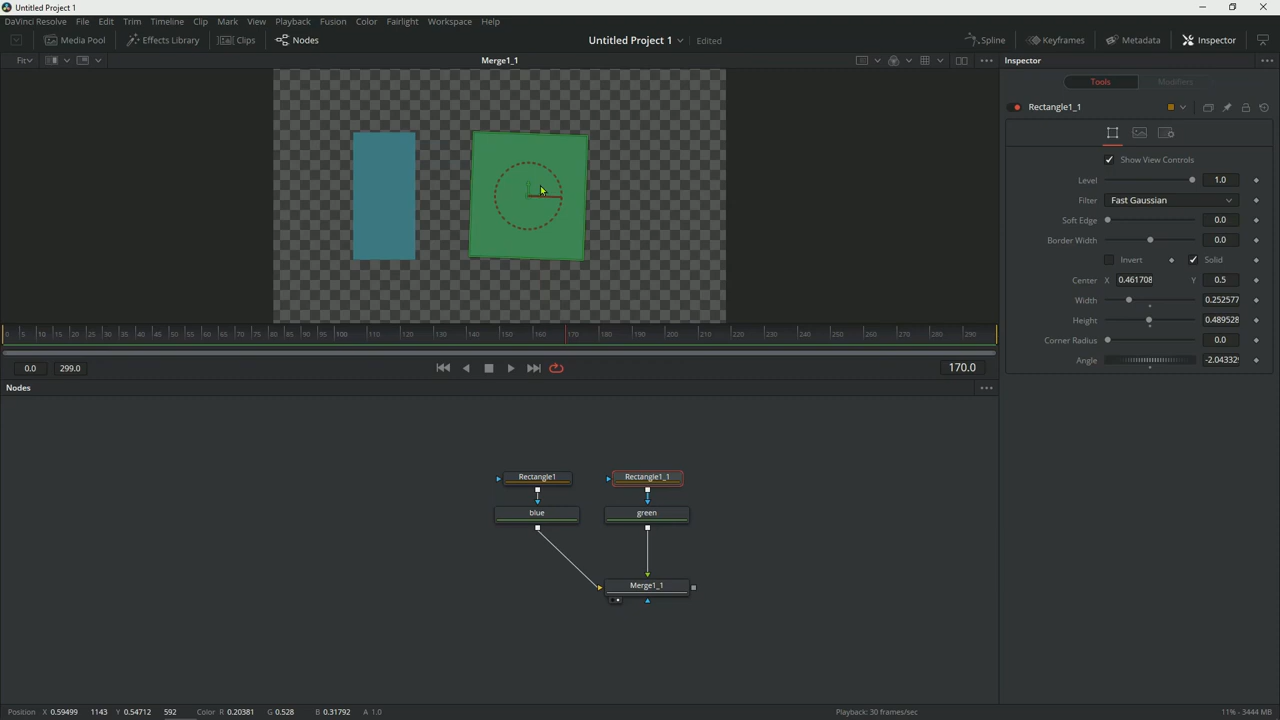 Untitled Project 1
DaVinci Resolve File Edit Trim Timeline Clip Mark View Playback Fusion Color Fairlight Workspace Help
Media Pool Effects Library Clips Nodes Untitled Project 1 Edited Spline Keyframes Metadata Inspector
Fit Merge1_1 Inspector
Tools Modifiers
Rectangle1_1
Show View Controls
Level 1.0
Filter Fast Gaussian
Soft Edge 0.0
Border Width 0.0
Invert Solid
Center X 0.461708 Y 0.5
Width 0.252577
Height 0.489528
Corner Radius 0.0
Angle -2.04332
0 5 10 15 20 25 30 35 40 45 50 55 60 65 70 75 80 85 90 95 100 110 120 130 140 150 160 170 180 190 200 210 220 230 240 250 260 270 280 290
0.0 299.0 170.0
Nodes
Rectangle1 Rectangle1_1
blue green
Merge1_1
Position X 0.59499 1143 Y 0.54712 592 Color R 0.20381 G 0.528 B 0.31792 A 1.0 Playback: 30 frames/sec 11% - 3444 MB